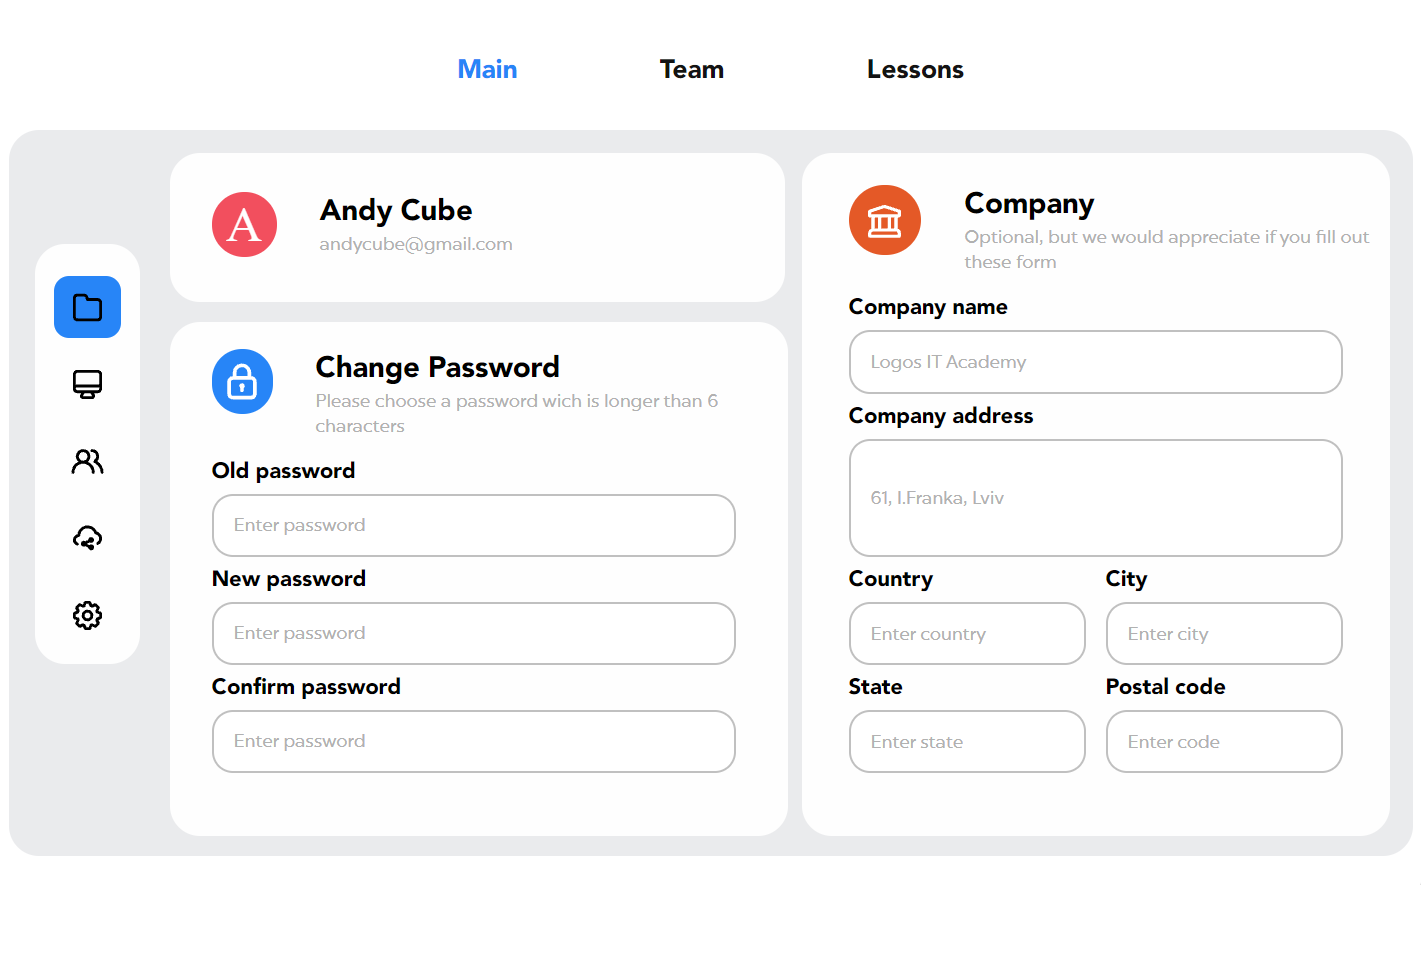 Main
Team
Lessons
A
Andy Cube
andycube@gmail.com
Change Password
Please choose a password wich is longer than 6
characters
Old password
Enter password
New password
Enter password
Confirm password
Enter password
Company
Optional, but we would appreciate if you fill out
these form
Company name
Logos IT Academy
Company address
61, I.Franka, Lviv
Country
City
Enter country
Enter city
State
Postal code
Enter state
Enter code